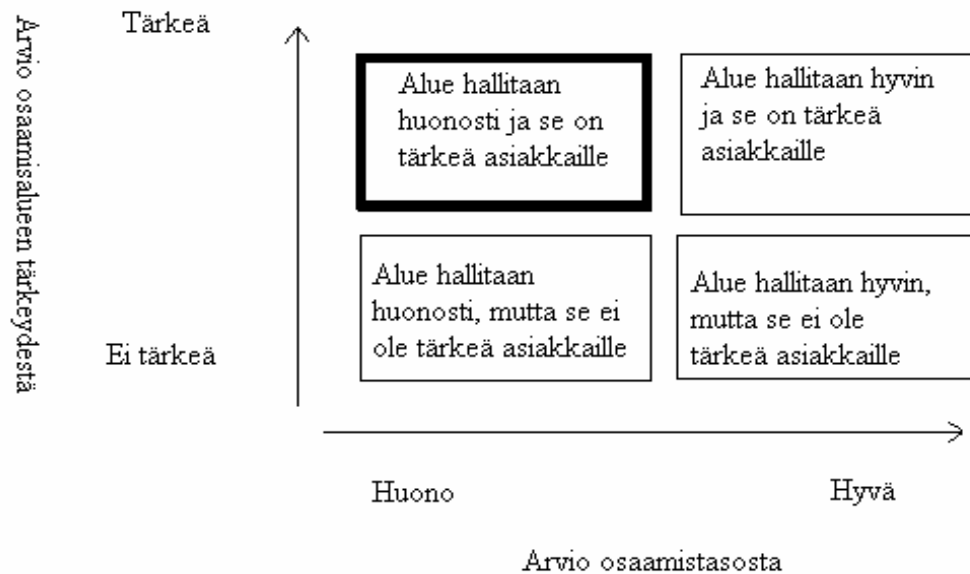 Arvio osaamisalueen tärkeydestä
Tärkeä
Alue hallitaan
huonosti ja se on
tärkeä asiakkaille
Alue hallitaan hyvin
ja se on tärkeä
asiakkaille
Ei tärkeä
Alue hallitaan
huonosti, mutta se ei
ole tärkeä asiakkaille
Alue hallitaan hyvin,
mutta se ei ole
tärkeä asiakkaille
Huono
Hyvä
Arvio osaamistasosta